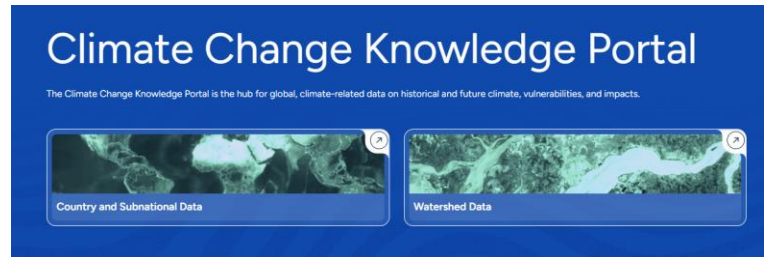 Climate Change Knowledge Portal
The Climate Change Knowledge Portal is the hub for global, climate-related data on historical and future climate, vulnerabilities, and impacts.
Country and Subnational Data
Watershed Data